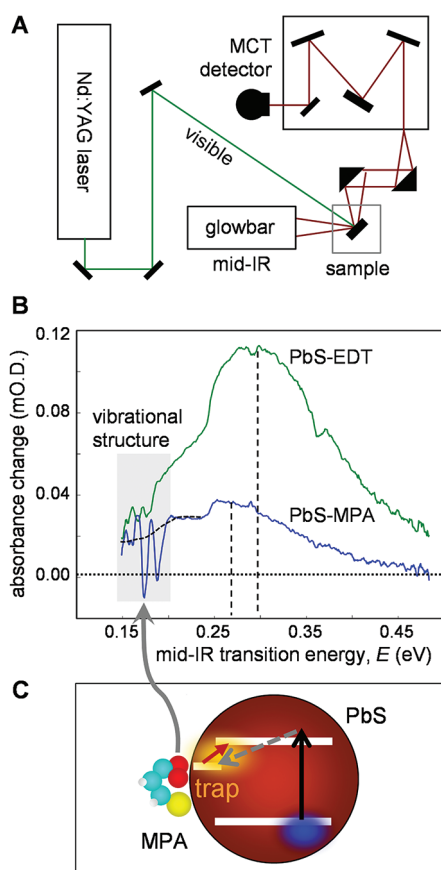 A
Nd:YAG laser
visible
MCT
detector
glowbar
mid-IR
sample
B
absorbance change (mO.D.)
0.12
0.08
0.04
0.00
vibrational
structure
PbS-EDT
PbS-MPA
0.15
0.25
0.35
0.45
mid-IR transition energy, E (eV)
C
PbS
trap
MPA